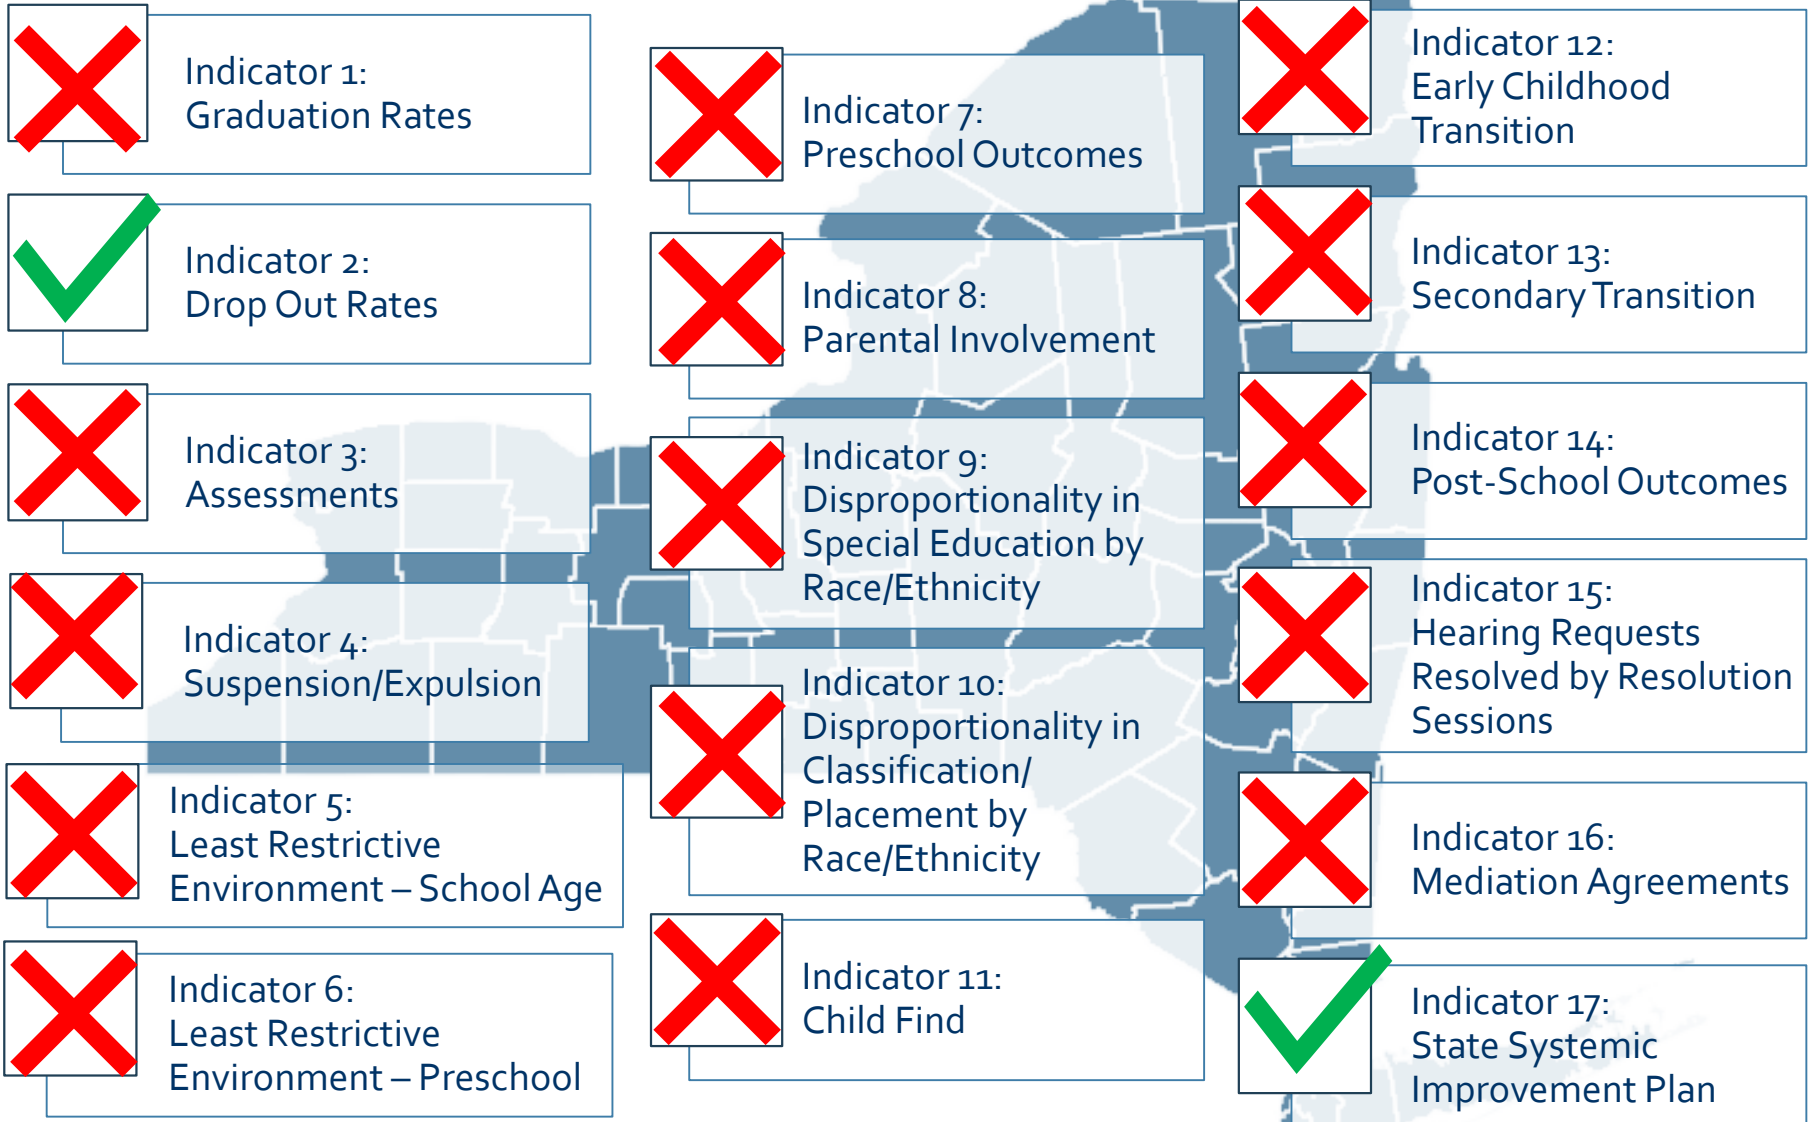 Indicator 1:
Graduation Rates
Indicator 2:
Drop Out Rates
Indicator 3:
Assessments
Indicator 4:
Suspension/Expulsion
Indicator 5:
Least Restrictive
Environment – School Age
Indicator 6:
Least Restrictive
Environment – Preschool
Indicator 7:
Preschool Outcomes
Indicator 8:
Parental Involvement
Indicator 9:
Disproportionality in
Special Education by
Race/Ethnicity
Indicator 10:
Disproportionality in
Classification/
Placement by
Race/Ethnicity
Indicator 11:
Child Find
Indicator 12:
Early Childhood
Transition
Indicator 13:
Secondary Transition
Indicator 14:
Post-School Outcomes
Indicator 15:
Hearing Requests
Resolved by Resolution
Sessions
Indicator 16:
Mediation Agreements
Indicator 17:
State Systemic
Improvement Plan